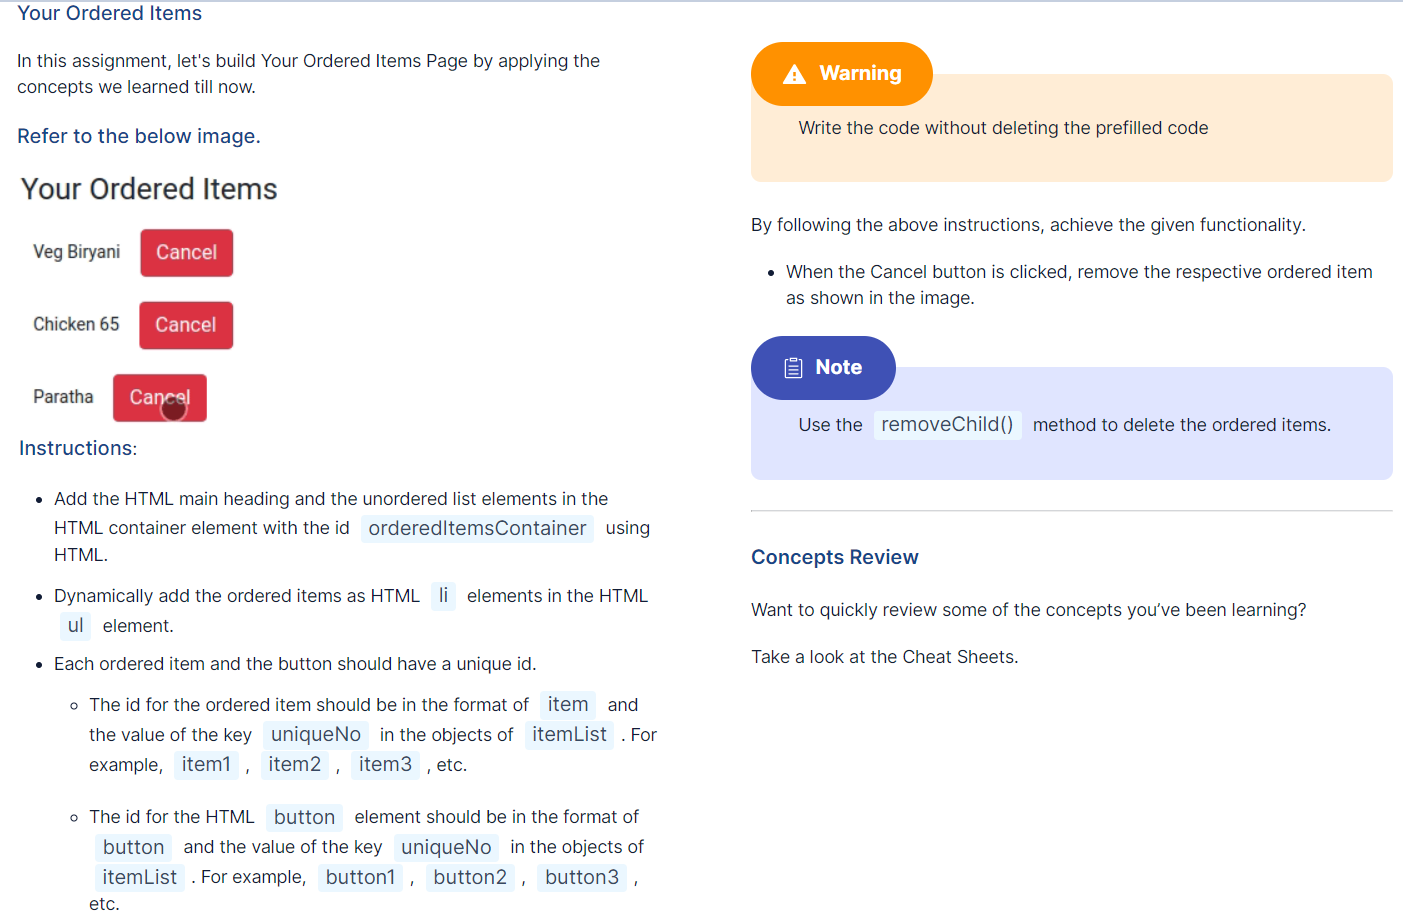 Your Ordered Items
In this assignment, let's build Your Ordered Items Page by applying the
concepts we learned till now.
Refer to the below image.
Your Ordered Items
Veg Biryani Cancel
Chicken 65 Cancel
Paratha Cancel
Instructions:
Add the HTML main heading and the unordered list elements in the
HTML container element with the id orderedItemsContainer using
HTML.
Dynamically add the ordered items as HTML li elements in the HTML
ul element.
Each ordered item and the button should have a unique id.
The id for the ordered item should be in the format of item and
the value of the key uniqueNo in the objects of itemList . For
example, item1 , item2 , item3 , etc.
The id for the HTML button element should be in the format of
button and the value of the key uniqueNo in the objects of
itemList . For example, button1 , button2 , button3 ,
etc.
Warning
Write the code without deleting the prefilled code
By following the above instructions, achieve the given functionality.
When the Cancel button is clicked, remove the respective ordered item
as shown in the image.
Note
Use the removeChild() method to delete the ordered items.
Concepts Review
Want to quickly review some of the concepts you’ve been learning?
Take a look at the Cheat Sheets.